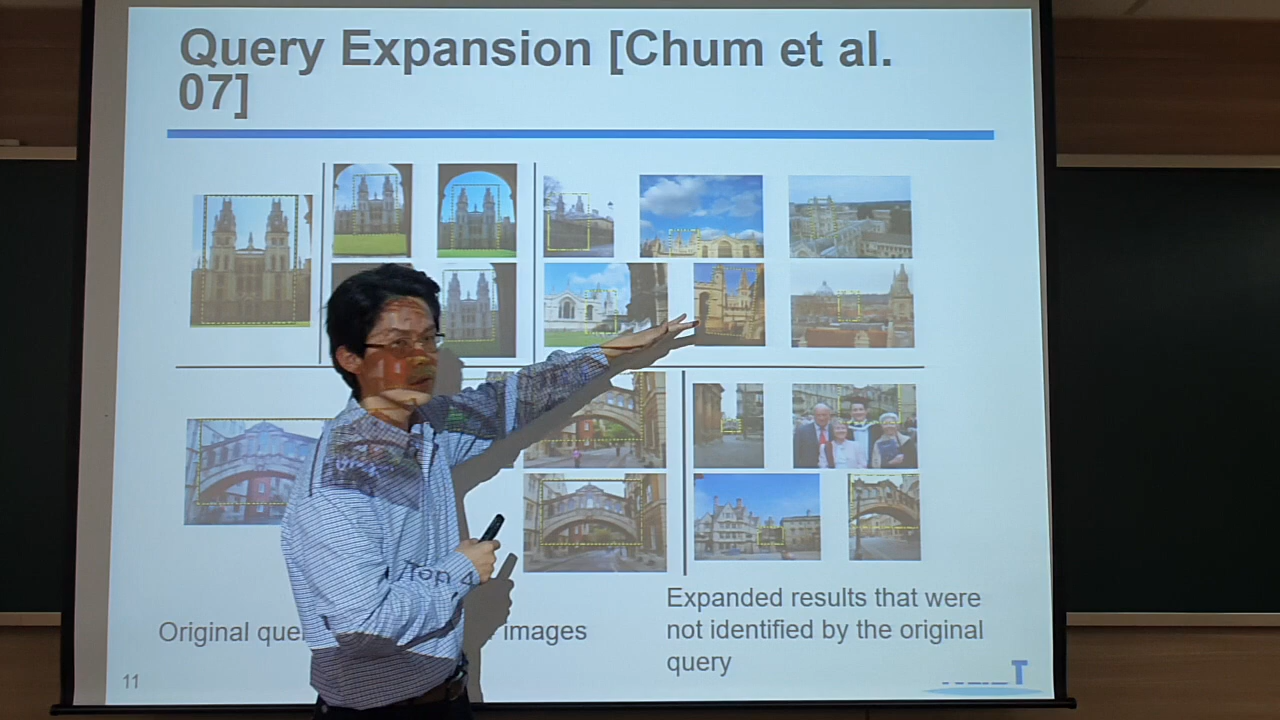 Query Expansion [Chum et al.
07]
Original
Top 4
images
Expanded results that were
not identified by the original
query
11